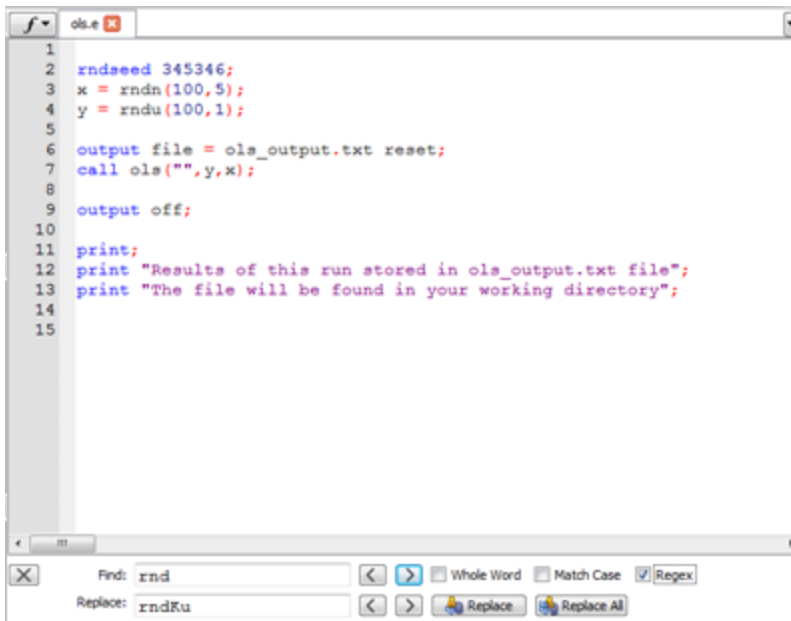 f ols.e
1
2 rndseed 345346;
3 x = rndn(100,5);
4 y = rndu(100,1);
5
6 output file = ols_output.txt reset;
7 call ols("",y,x);
8
9 output off;
10
11 print;
12 print "Results of this run stored in ols_output.txt file";
13 print "The file will be found in your working directory";
14
15
Find: rnd < > Whole Word Match Case Regex
Replace: rndKu < > Replace Replace All